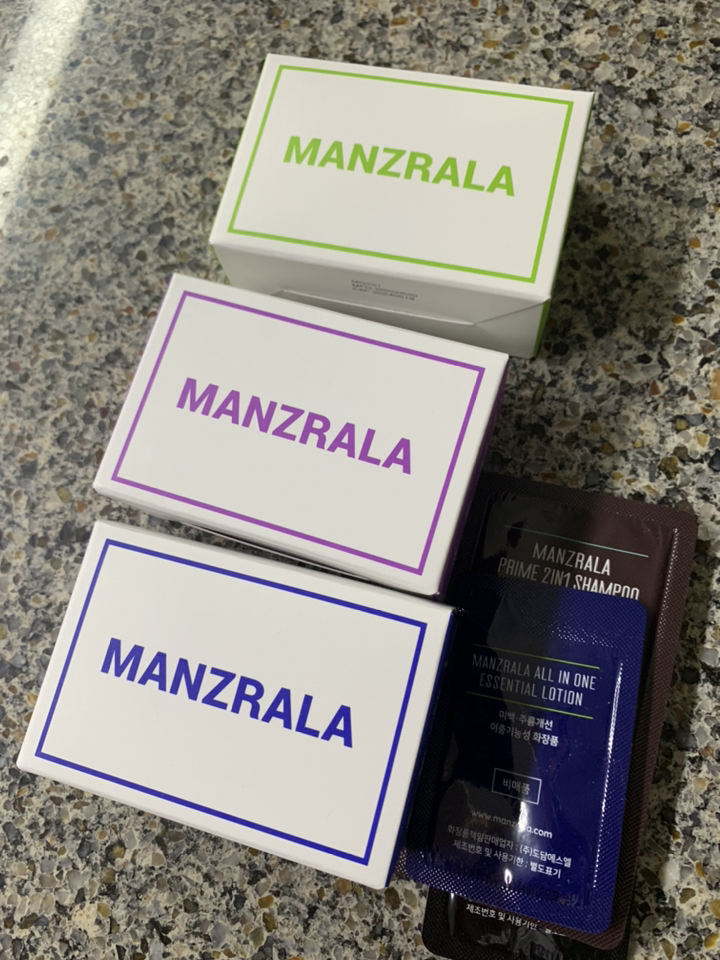 MANZRALA
MANZRALA
MANZRALA
MANZRALA
PRIME 2IN1 SHAMPOO
MANZRALA ALL IN ONE
ESSENTIAL LOTION
미백 주름개선
이중기능성 화장품
비매품
www.manzrala.com
화장품책임판매업자 : (주)도담에스엘
제조번호 및 사용기한 : 별도표기
제조번호 및 사용기한 :